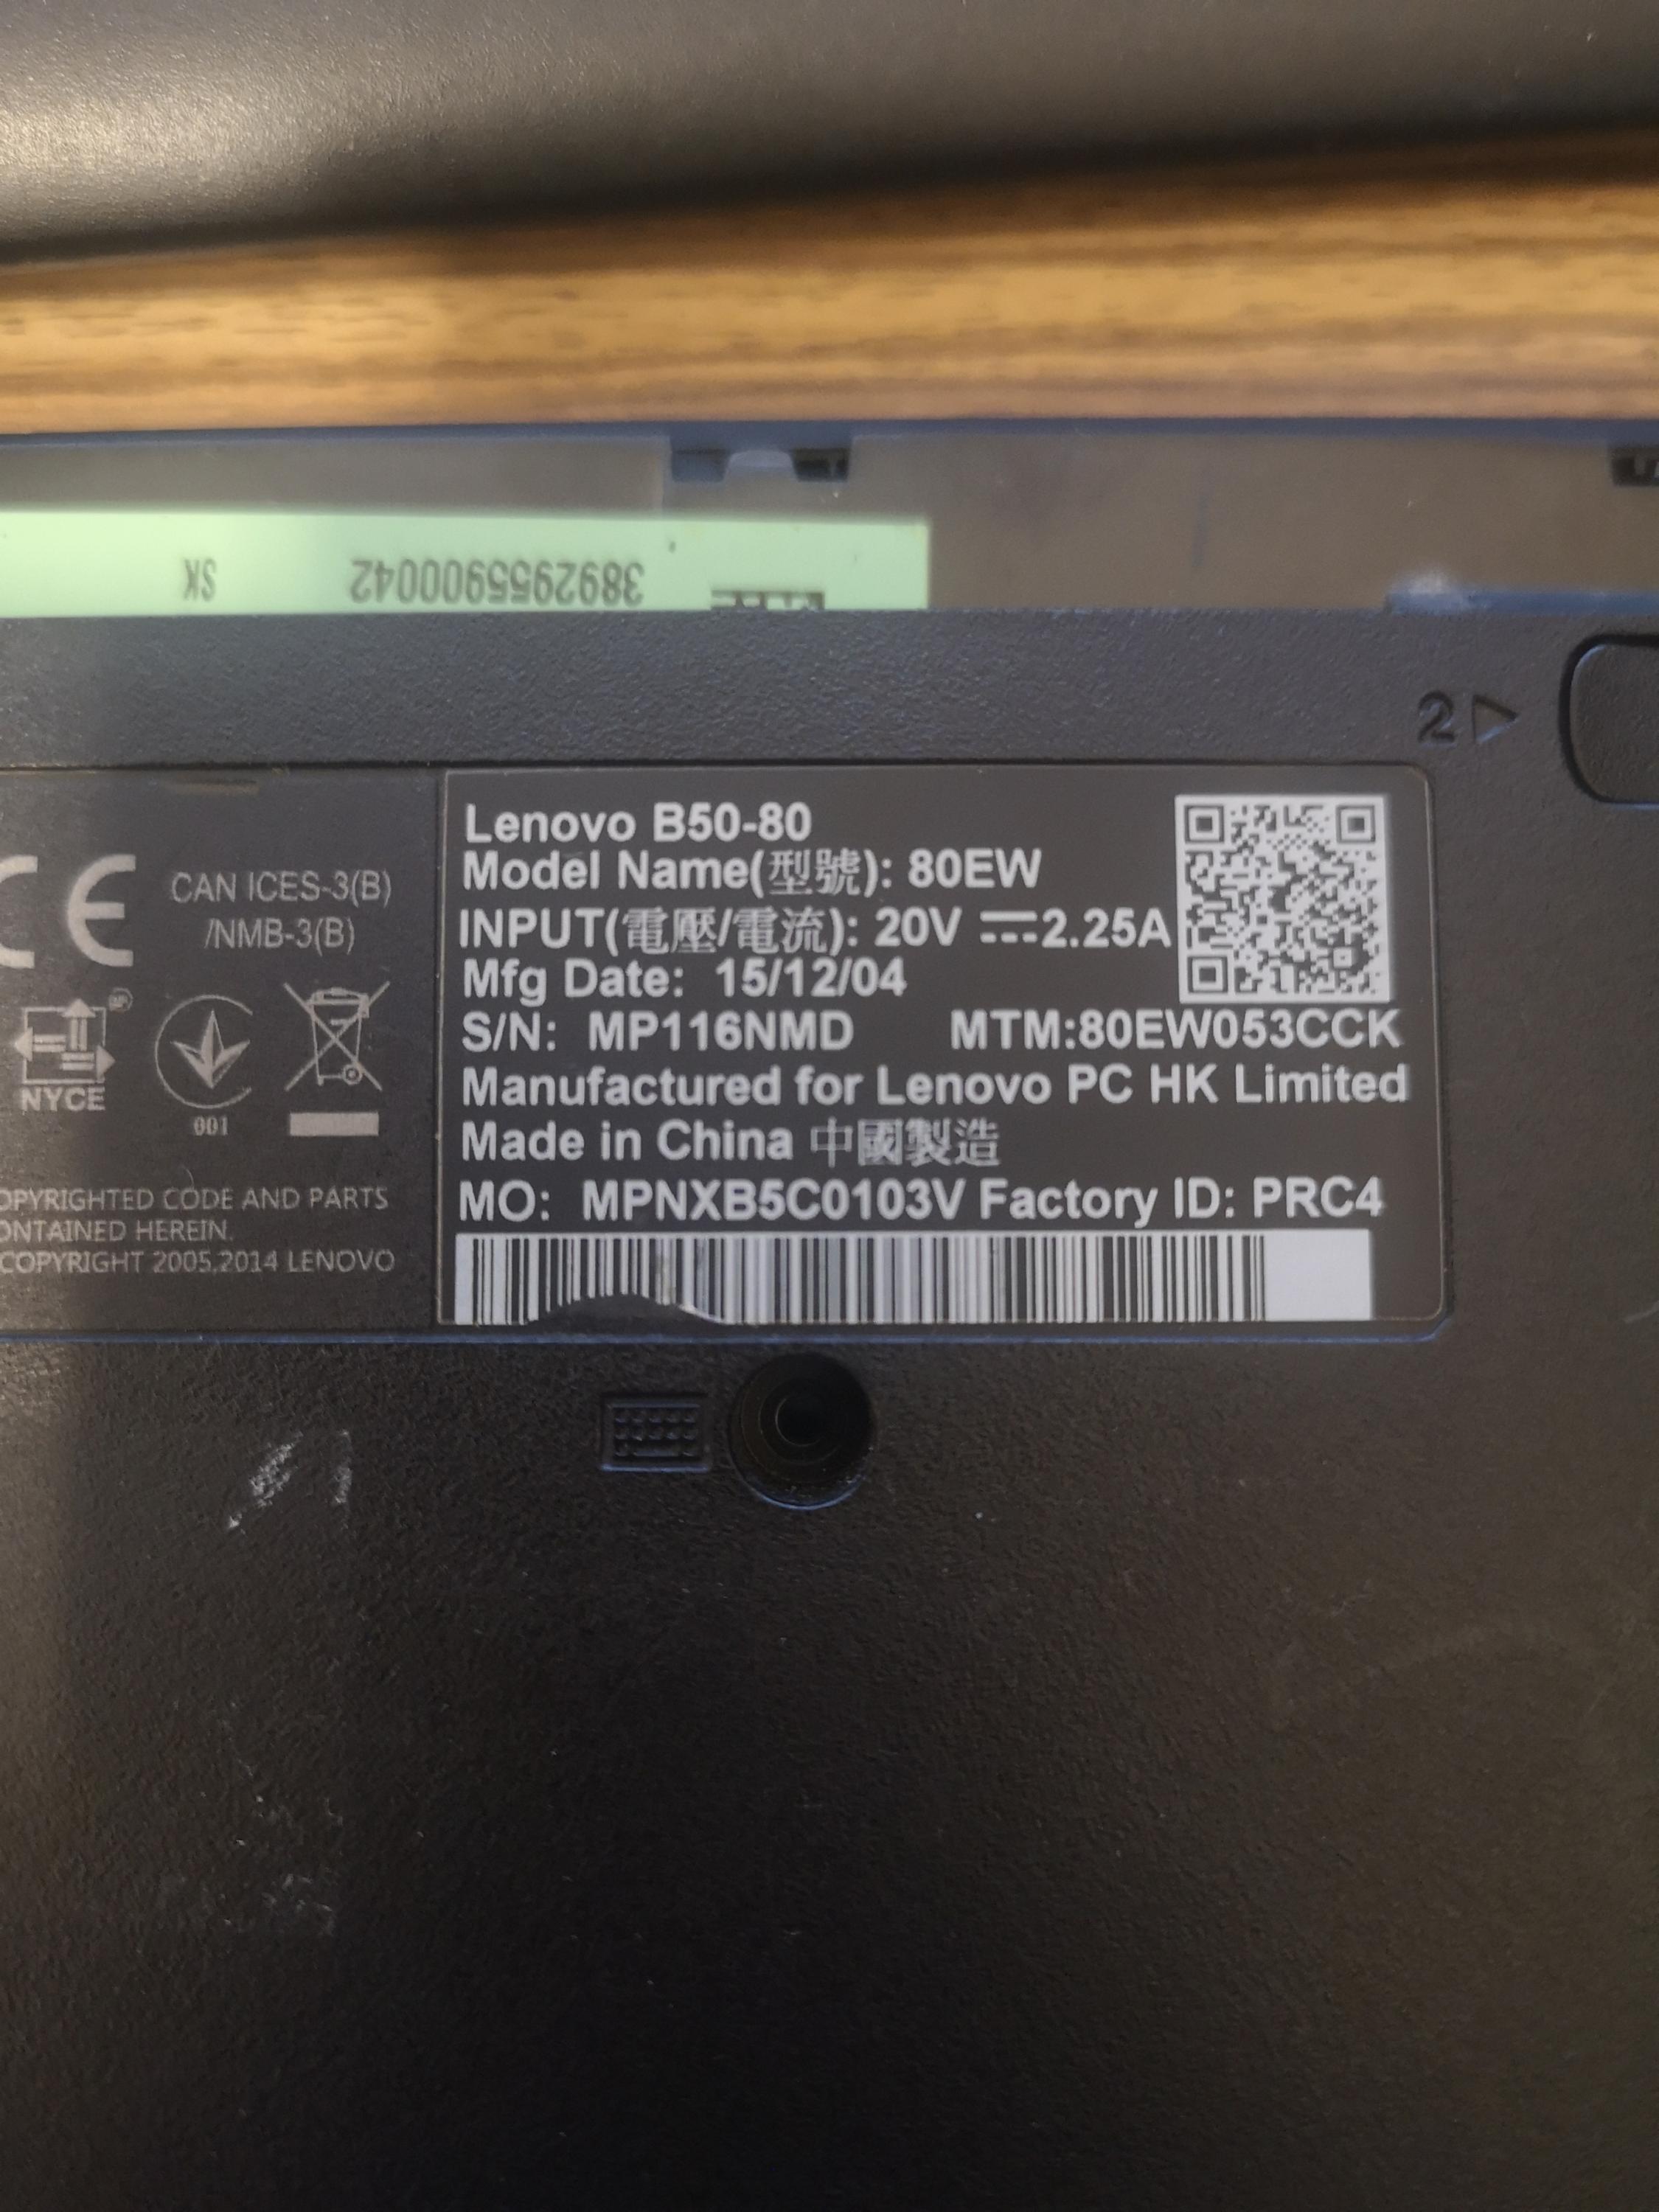 3892955900042 SK
2
Lenovo B50-80
Model Name(型號): 80EW
INPUT(電壓/電流): 20V ⎓2.25A
Mfg Date: 15/12/04
S/N: MP116NMD MTM:80EW053CCK
Manufactured for Lenovo PC HK Limited
Made in China 中國製造
MO: MPNXB5C0103V Factory ID: PRC4
CE
CAN ICES-3(B)
/NMB-3(B)
NYCE
001
OPYRIGHTED CODE AND PARTS
ONTAINED HEREIN.
COPYRIGHT 2005,2014 LENOVO